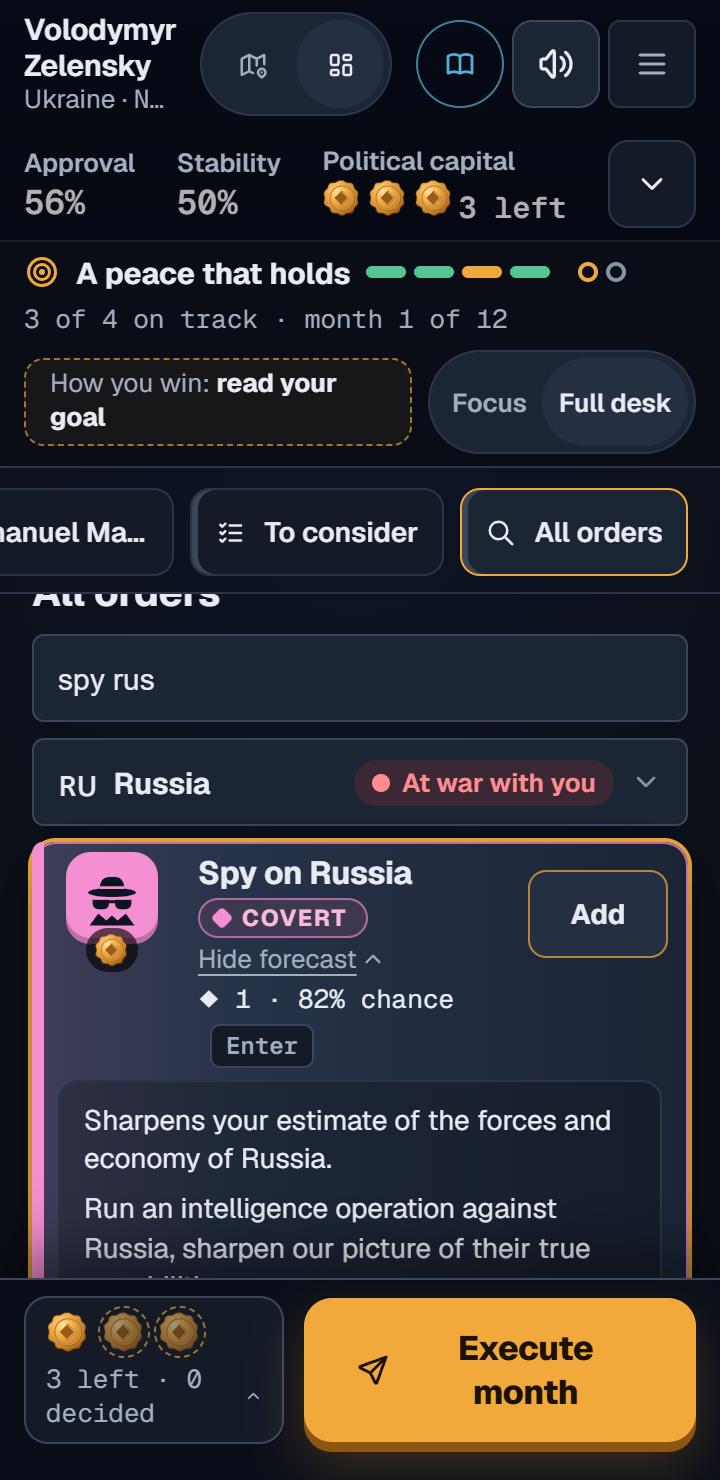 Volodymyr
Zelensky
Ukraine · N…
Approval
56%
Stability
50%
Political capital
3 left
A peace that holds
3 of 4 on track · month 1 of 12
How you win: read your
goal
Focus
Full desk
anuel Ma…
To consider
All orders
All orders
spy rus
RU Russia
At war with you
Spy on Russia
COVERT
Add
Hide forecast
1 · 82% chance
Enter
Sharpens your estimate of the forces and
economy of Russia.
Run an intelligence operation against
Russia, sharpen our picture of their true
3 left · 0
decided
Execute
month